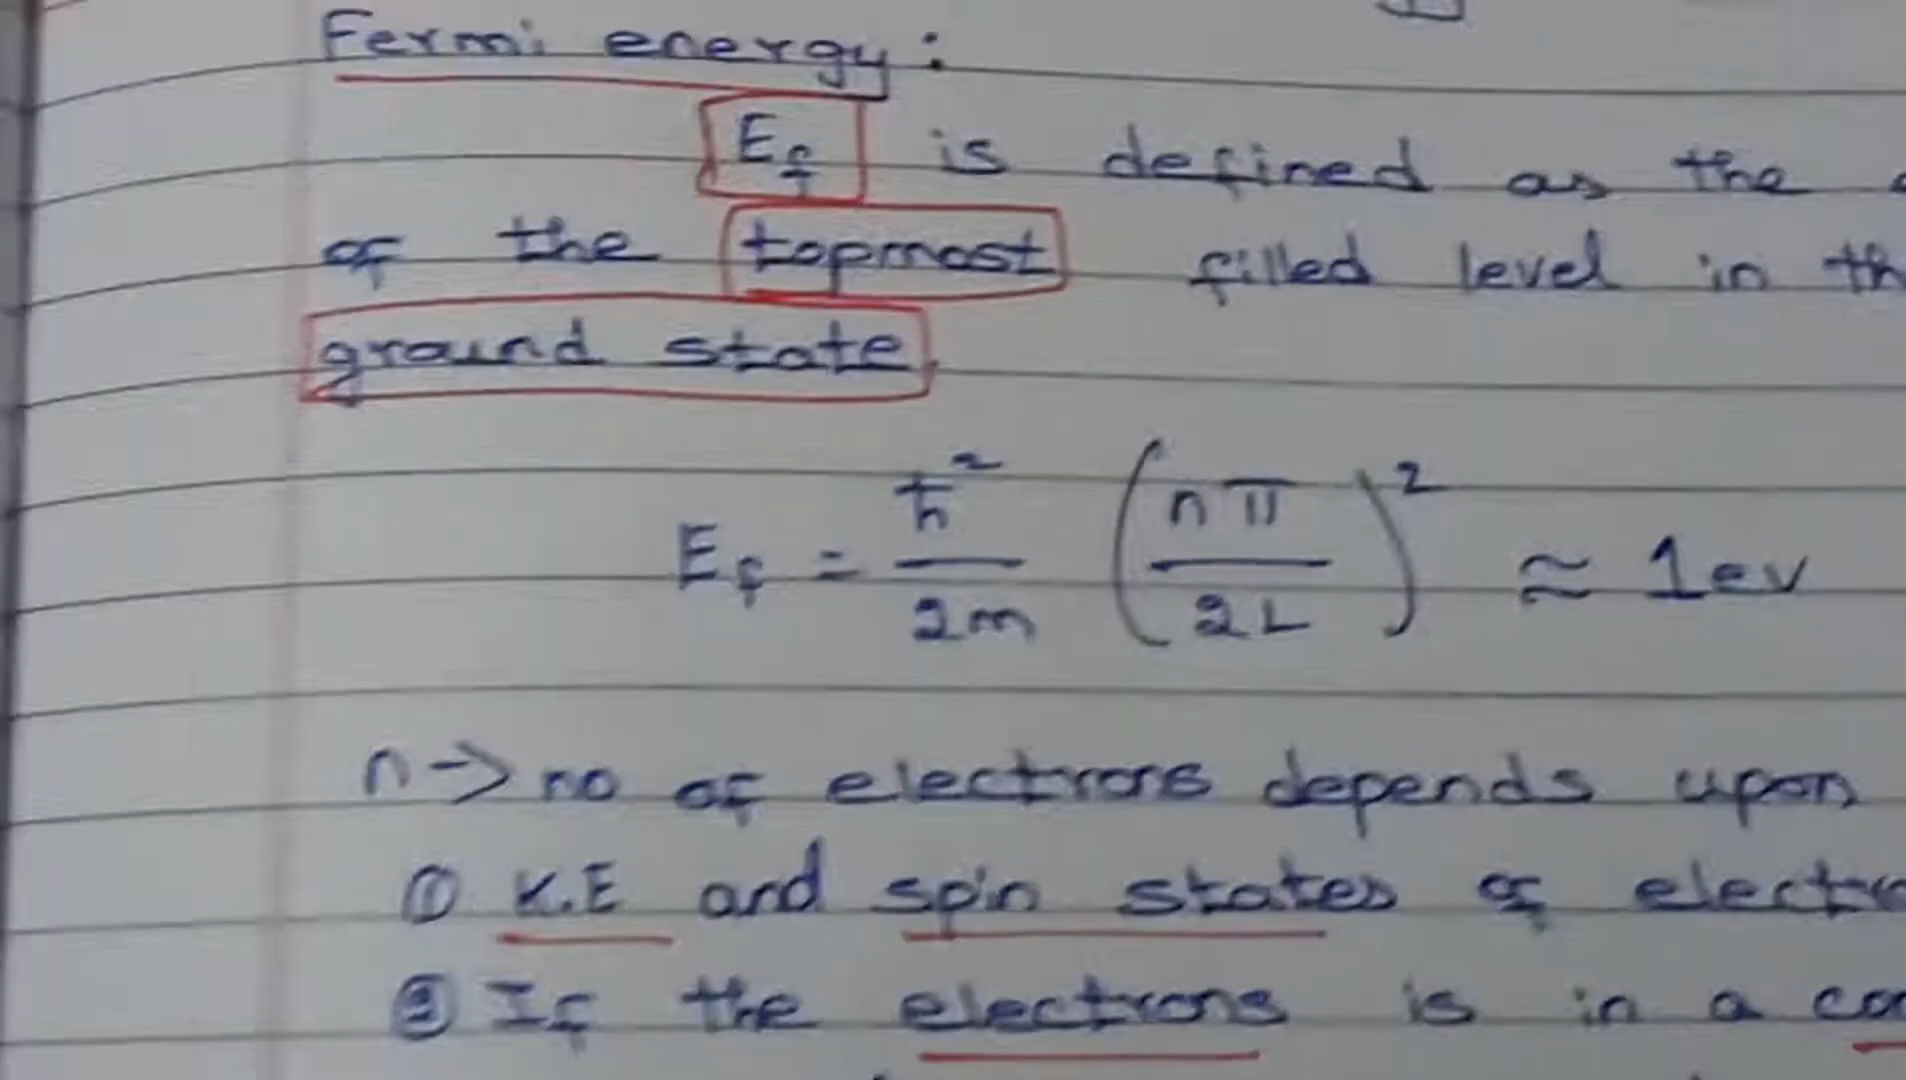 Fermi energy:
Ef is defined as the
of the topmost filled level in th
ground state.
Ef = ħ²/2m (nπ/2L)² ≈ 1ev
n → no of electrons depends upon
① K.E and spin states of electro
② If the electrons is in a co